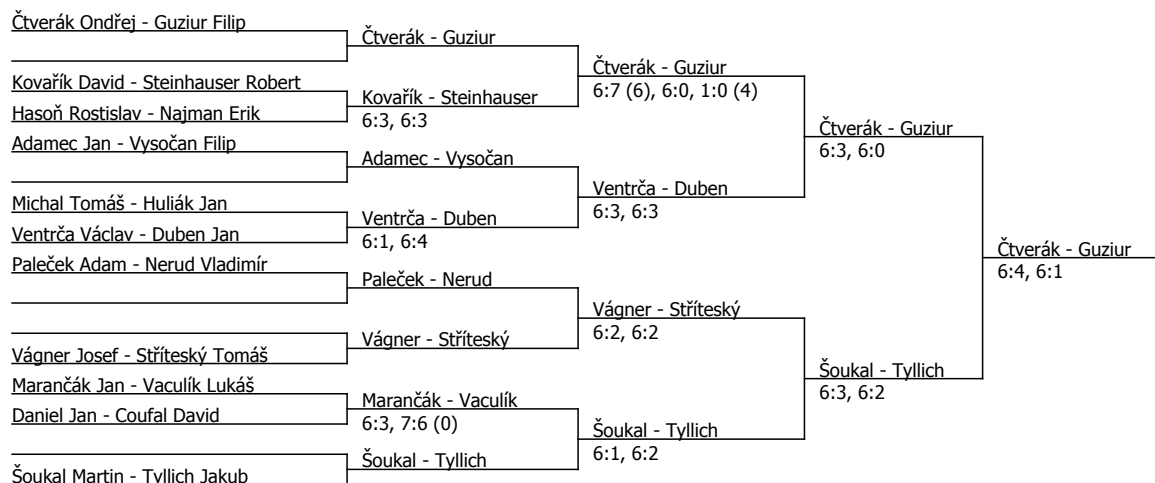 Čtverák Ondřej - Guziur Filip
Kovařík David - Steinhauser Robert
Hasoň Rostislav - Najman Erik
Adamec Jan - Vysočan Filip
Michal Tomáš - Huliák Jan
Ventrča Václav - Duben Jan
Paleček Adam - Nerud Vladimír
Vágner Josef - Stříteský Tomáš
Marančák Jan - Vaculík Lukáš
Daniel Jan - Coufal David
Šoukal Martin - Tyllich Jakub
Čtverák - Guziur
Kovařík - Steinhauser
6:3, 6:3
Adamec - Vysočan
Ventrča - Duben
6:1, 6:4
Paleček - Nerud
Vágner - Stříteský
Marančák - Vaculík
6:3, 7:6 (0)
Šoukal - Tyllich
Čtverák - Guziur
6:7 (6), 6:0, 1:0 (4)
Ventrča - Duben
6:3, 6:3
Vágner - Stříteský
6:2, 6:2
Šoukal - Tyllich
6:1, 6:2
Čtverák - Guziur
6:3, 6:0
Šoukal - Tyllich
6:3, 6:2
Čtverák - Guziur
6:4, 6:1